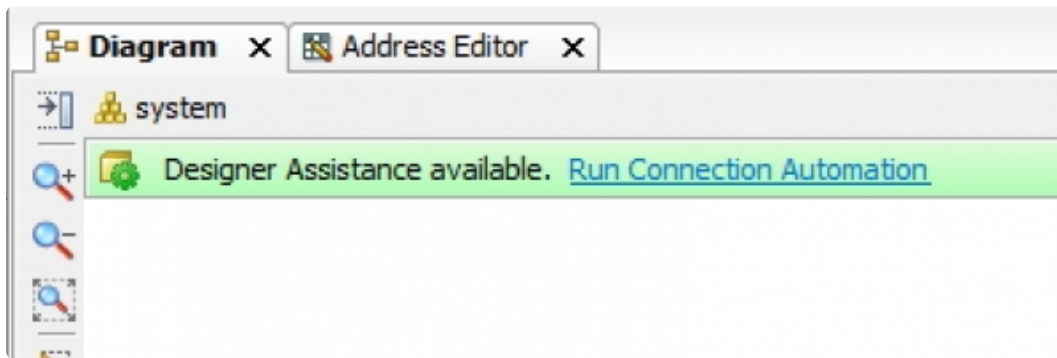 Diagram Address Editor
system
Designer Assistance available. Run Connection Automation